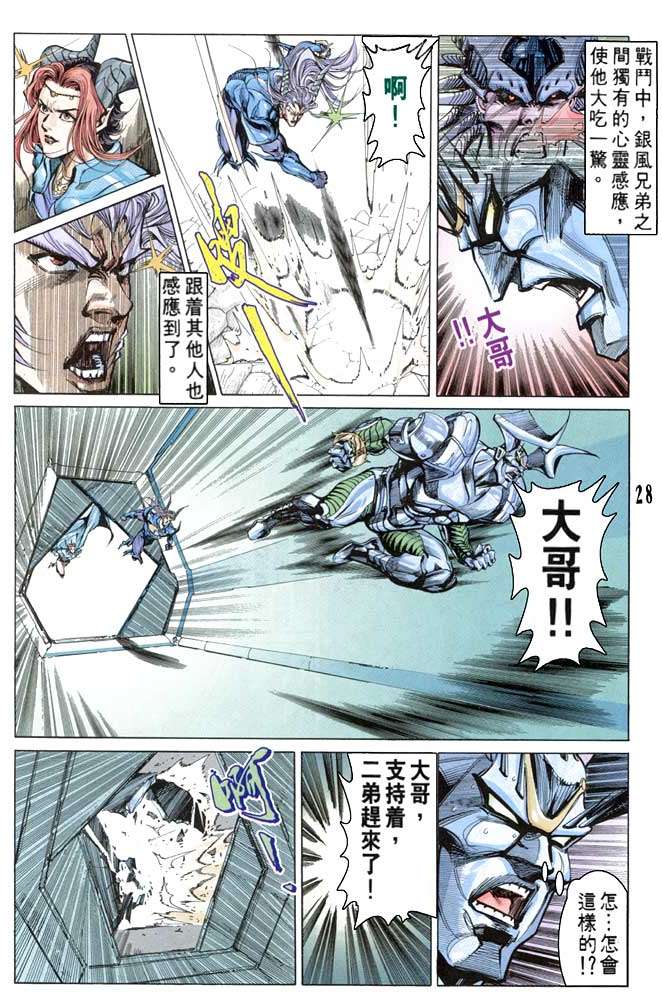 戰鬥中，銀風兄弟之
間獨有的心靈感應，
使他大吃一驚。
大哥
!!
啊！
跟着其他人也
感應到了。
大哥!!
28
怎…怎會
這樣的!?
大哥，
支持着，
二弟趕來了！
啊—.